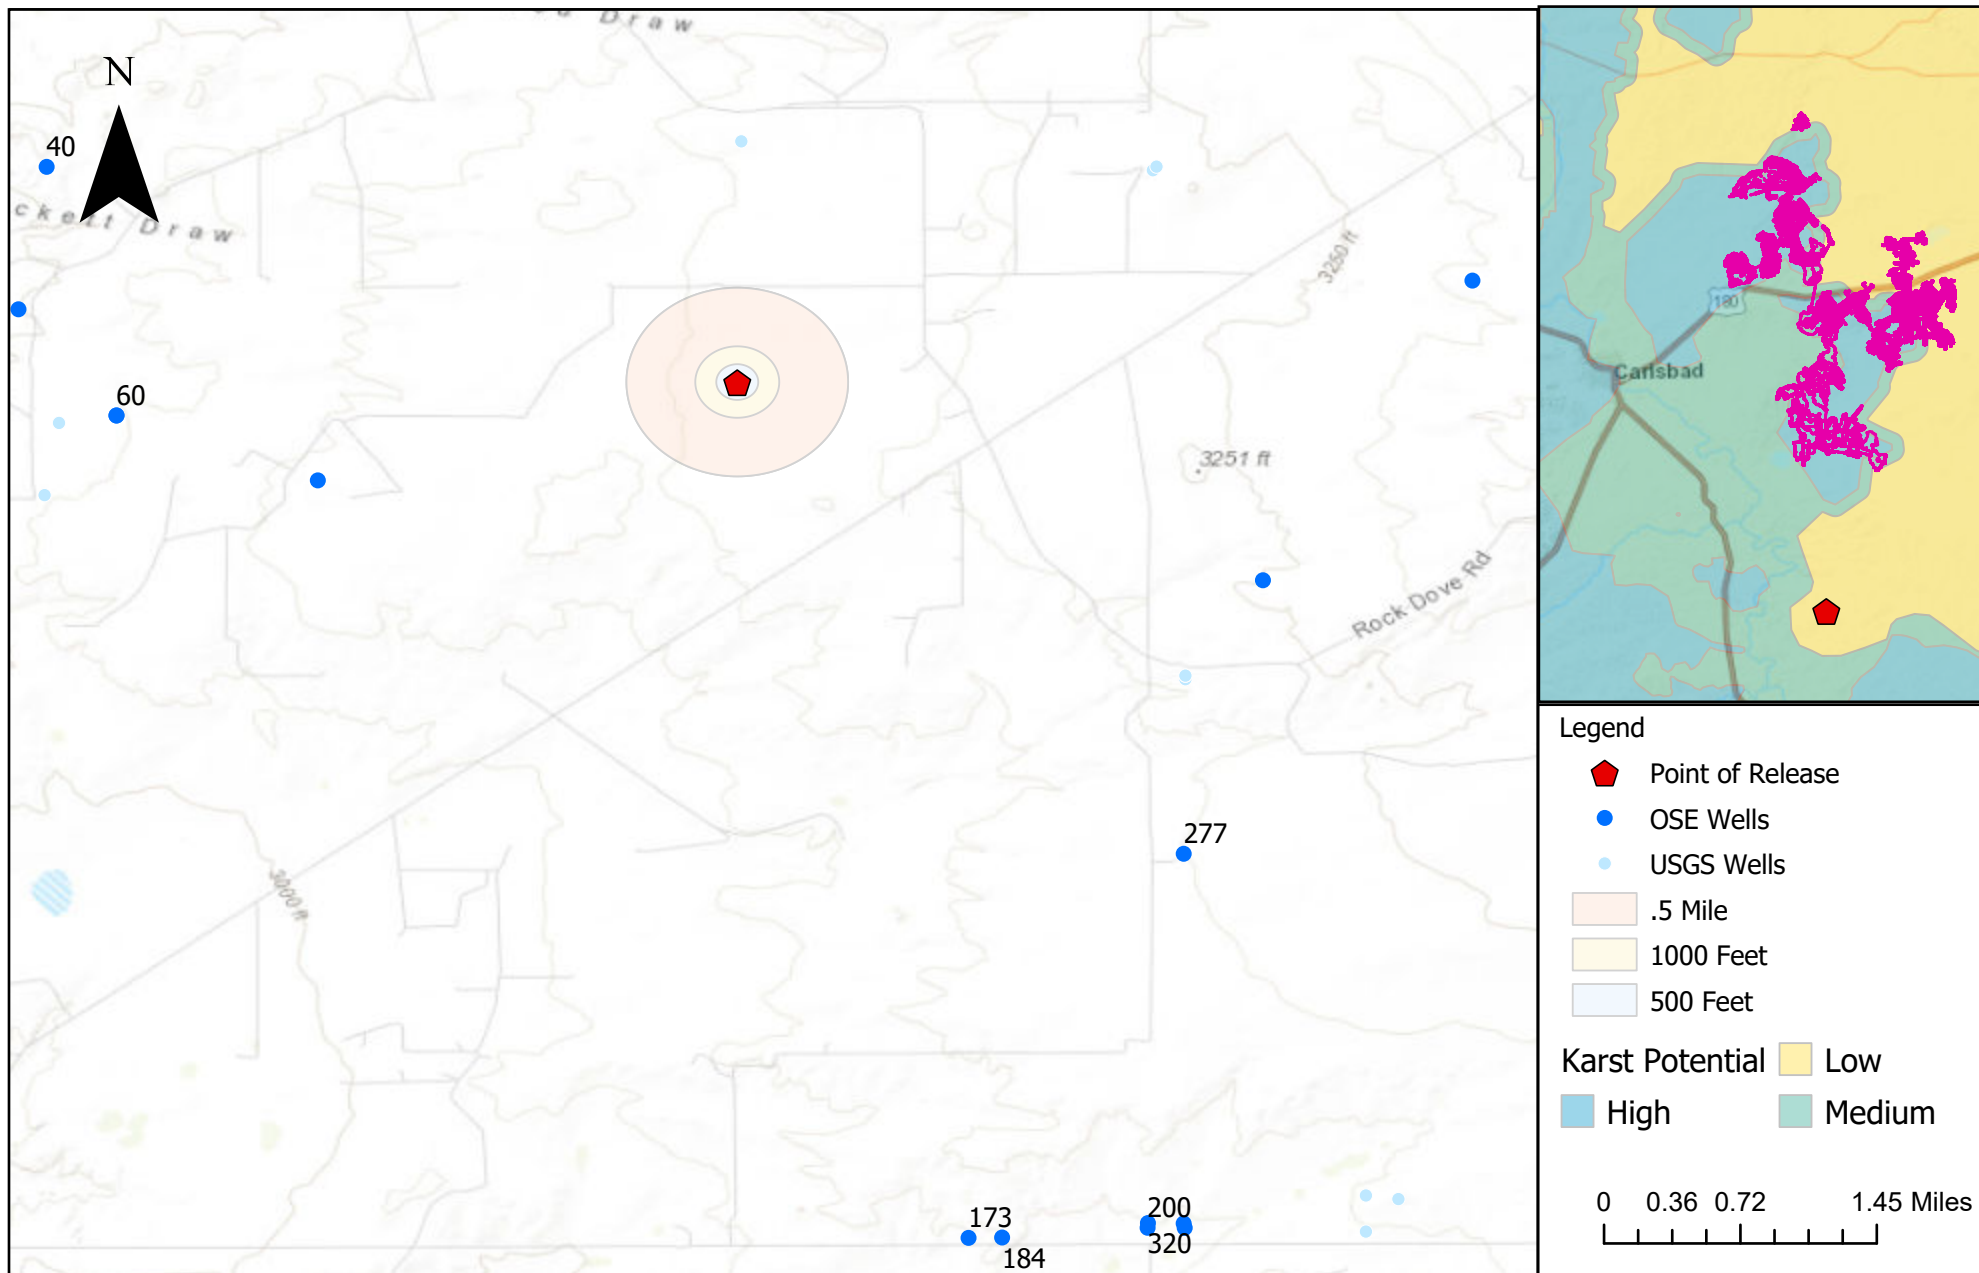 Draw
N
40
ckett Draw
3250 ft
60
3251 ft
Rock Dove Rd
277
3000 ft
173
184
200
320
180
Carlsbad
Legend
Point of Release
OSE Wells
USGS Wells
.5 Mile
1000 Feet
500 Feet
Karst Potential
Low
High
Medium
0 0.36 0.72 1.45 Miles